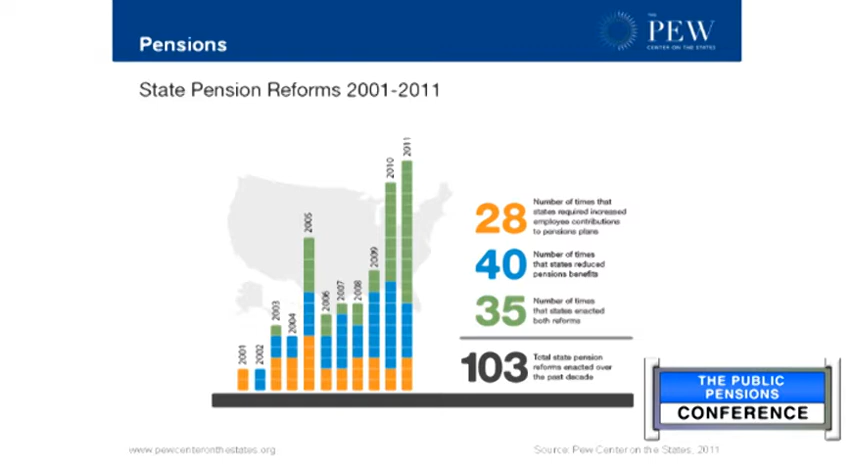 Pensions
THE
PEW
CENTER ON THE STATES
State Pension Reforms 2001-2011
2001
2002
2003
2004
2005
2006
2007
2008
2009
2010
2011
28
Number of times that
states required increased
employee contributions
to pensions plans
40
Number of times
that states reduced
pensions benefits
35
Number of times
that states enacted
both reforms
103
Total state pension
reforms enacted over
the past decade
THE PUBLIC
PENSIONS
CONFERENCE
www.pewcenteronthestates.org
Source: Pew Center on the States, 2011